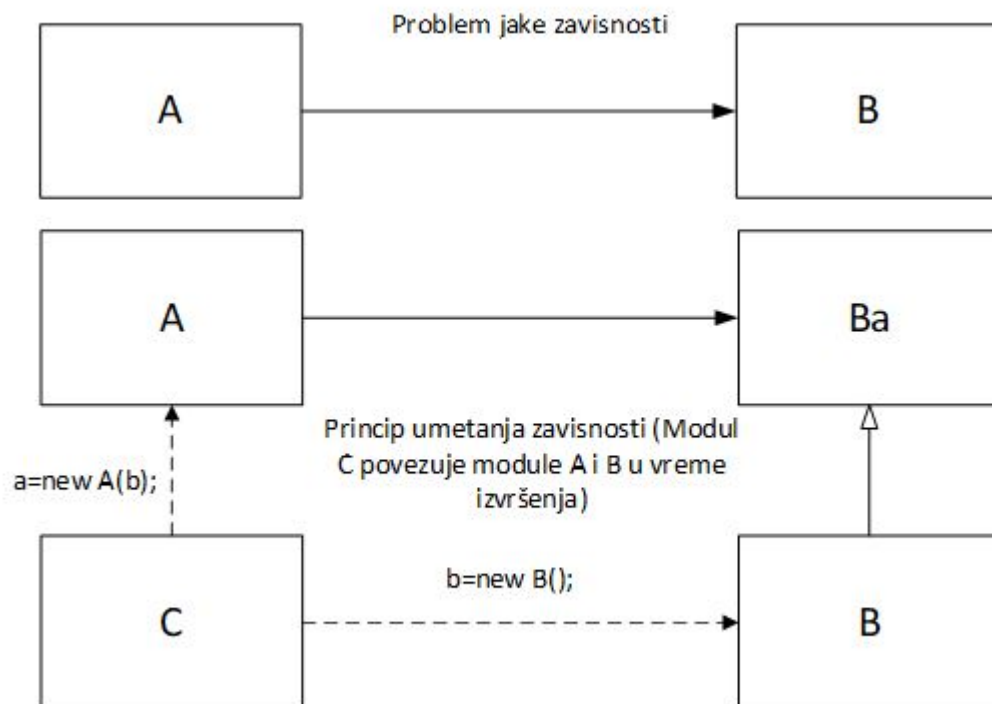 Problem jake zavisnosti
A
B
A
Ba
Princip umetanja zavisnosti (Modul
C povezuje module A i B u vreme
izvršenja)
a=new A(b);
b=new B();
C
B